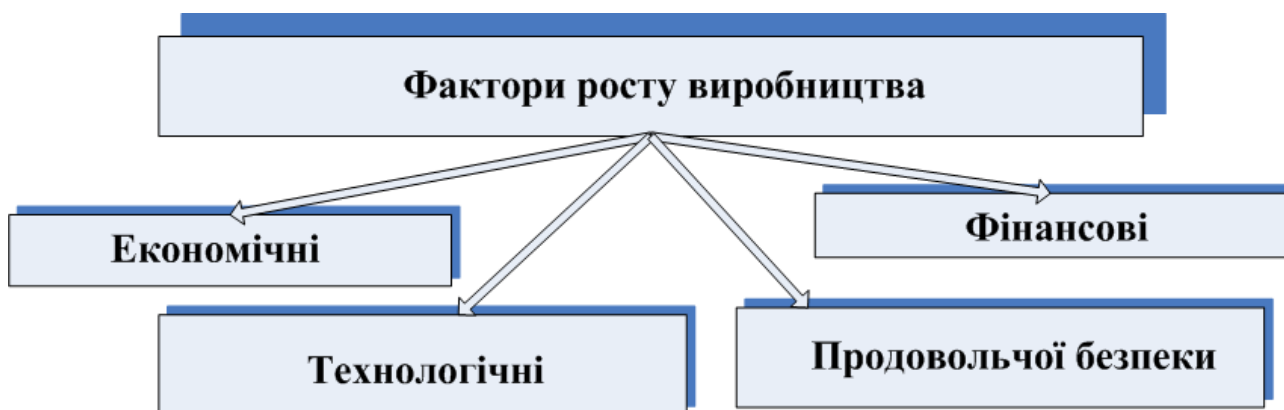 Фактори росту виробництва
Економічні
Фінансові
Технологічні
Продовольчої безпеки